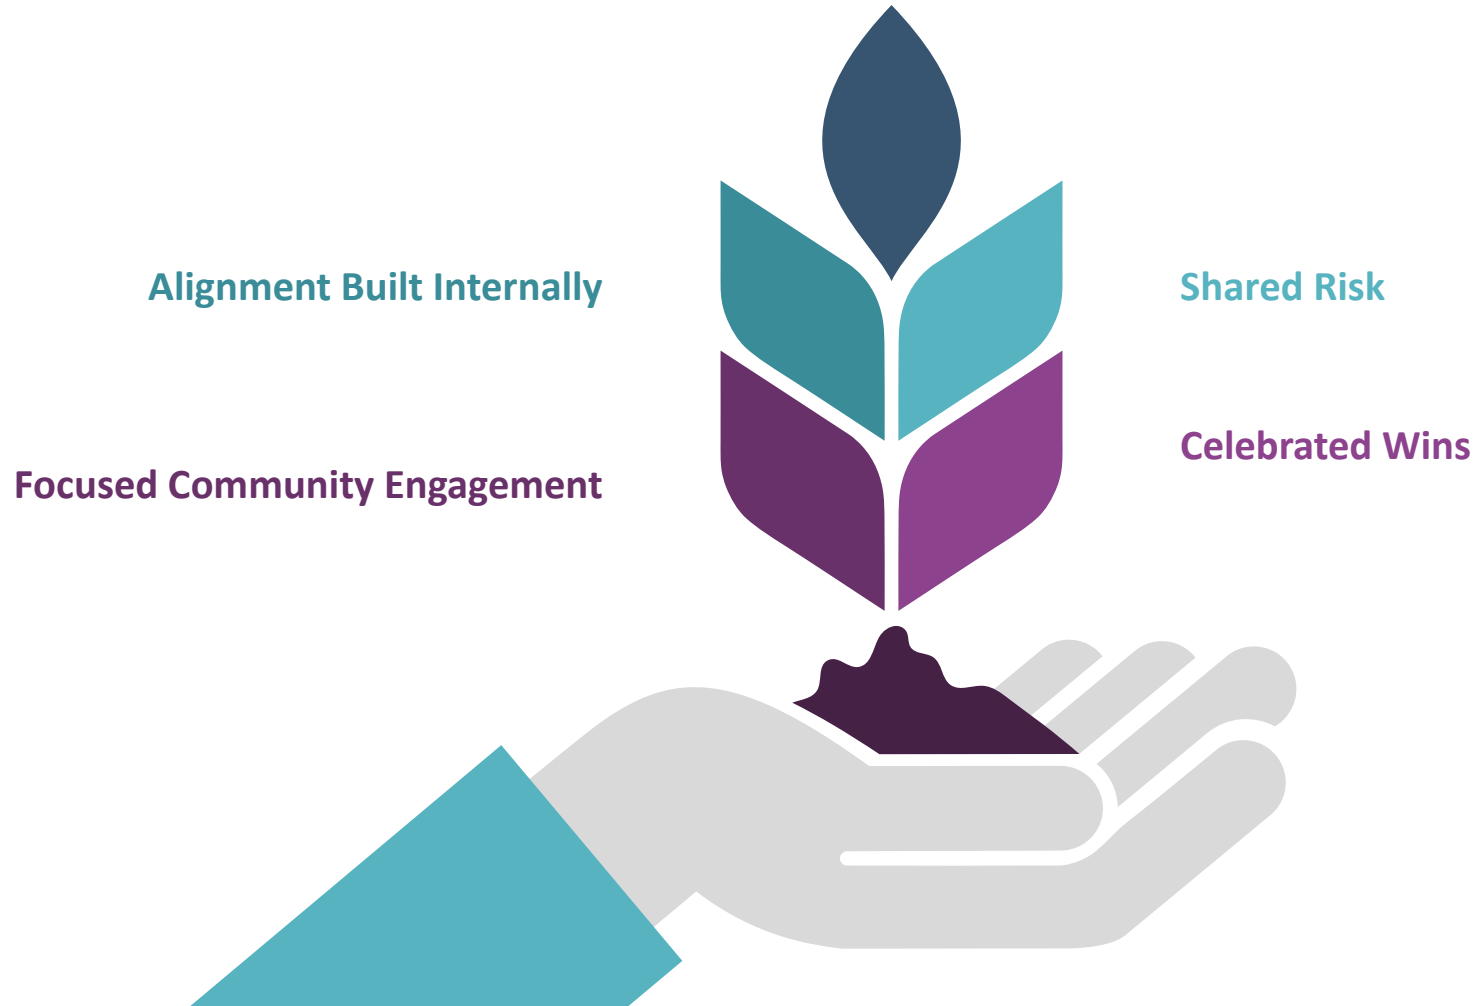 Alignment Built Internally
Shared Risk
Focused Community Engagement
Celebrated Wins